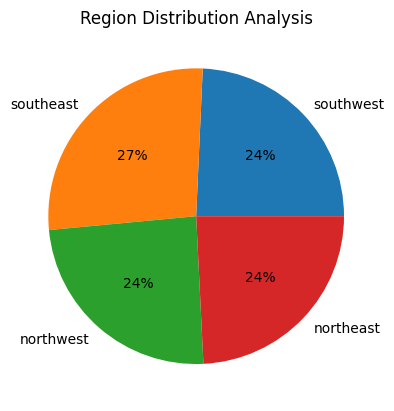 Region Distribution Analysis
southeast
southwest
27%
24%
24%
24%
northwest
northeast